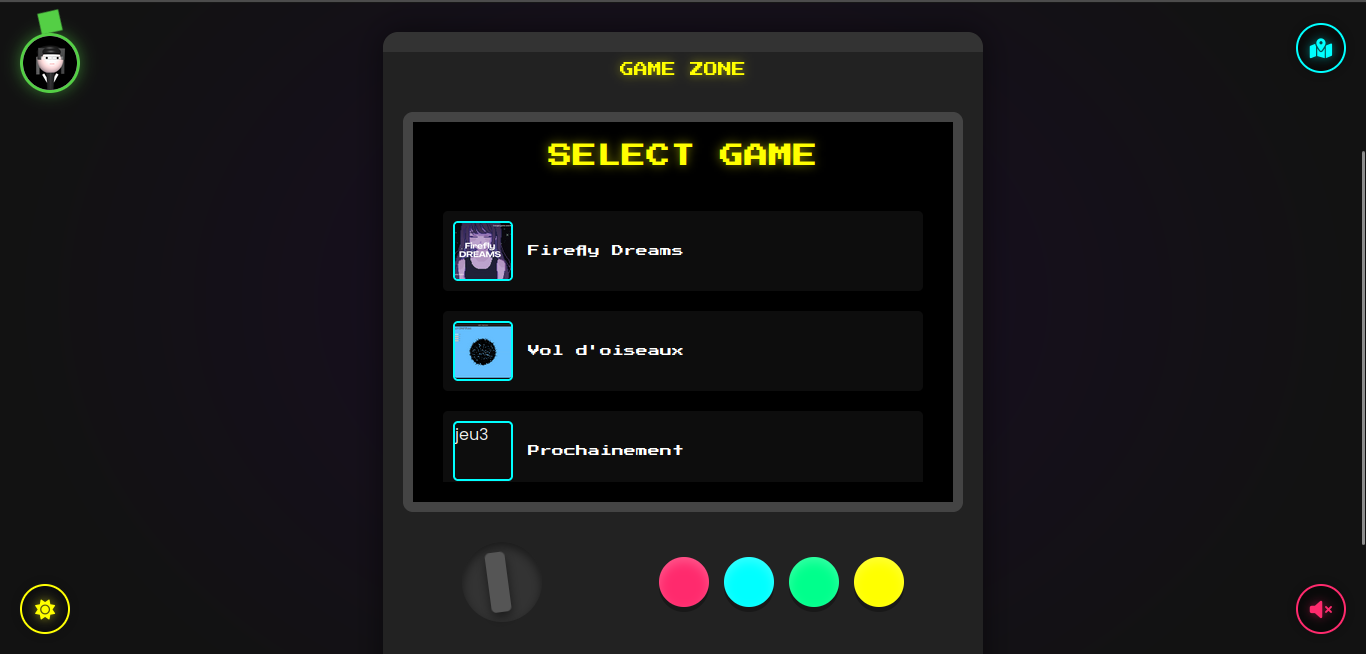 GAME ZONE
SELECT GAME
Firefly
DREAMS
Firefly Dreams
Vol d'oiseaux
jeu3
Prochainement